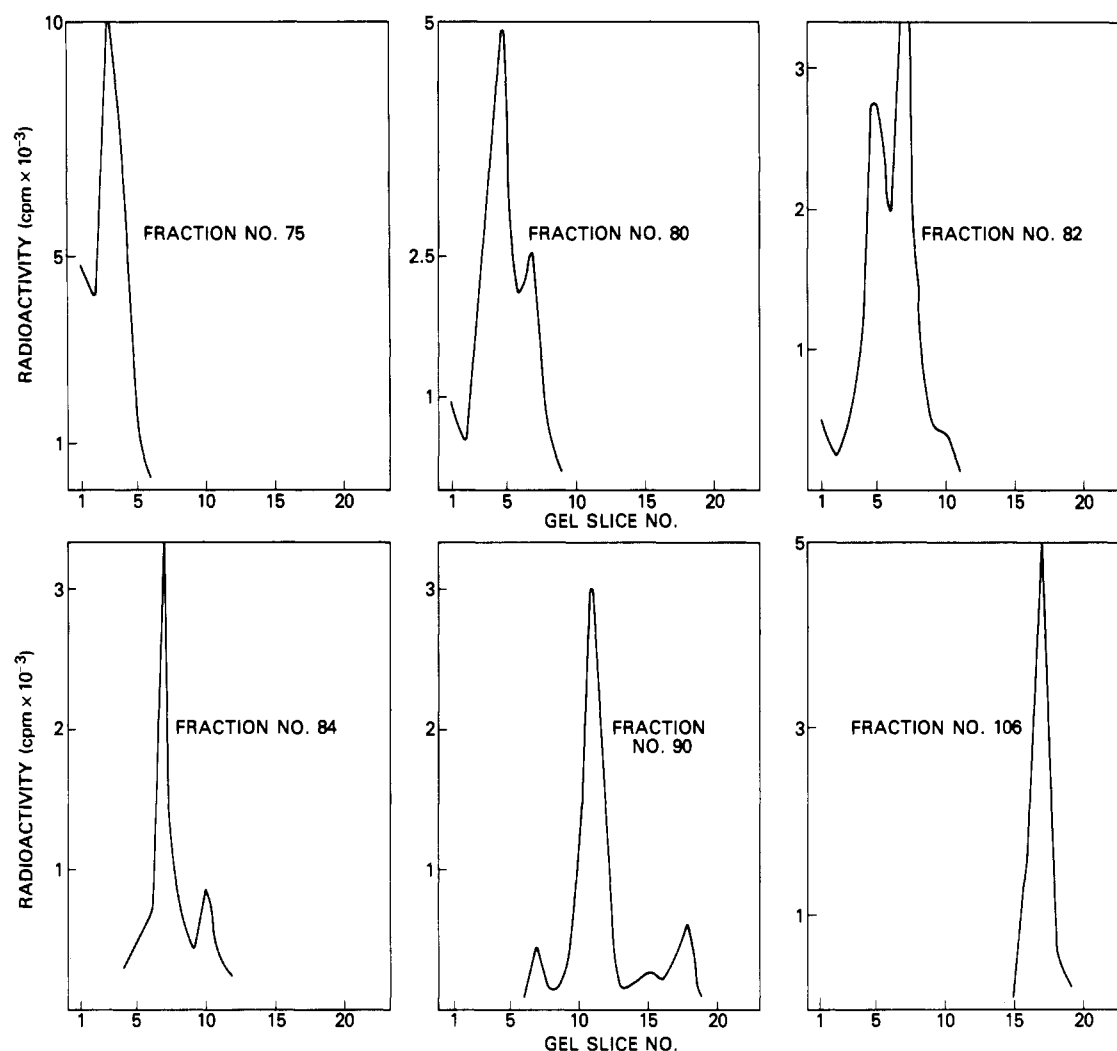 10
5
1
RADIOACTIVITY (cpm × 10⁻³)
FRACTION NO. 75
1 5 10 15 20
5
2.5
1
FRACTION NO. 80
1 5 10 15 20
GEL SLICE NO.
3
2
1
FRACTION NO. 82
1 5 10 15 20
3
2
1
RADIOACTIVITY (cpm × 10⁻³)
FRACTION NO. 84
1 5 10 15 20
3
2
1
FRACTION
NO. 90
1 5 10 15 20
GEL SLICE NO.
5
3
1
FRACTION NO. 106
1 5 10 15 20